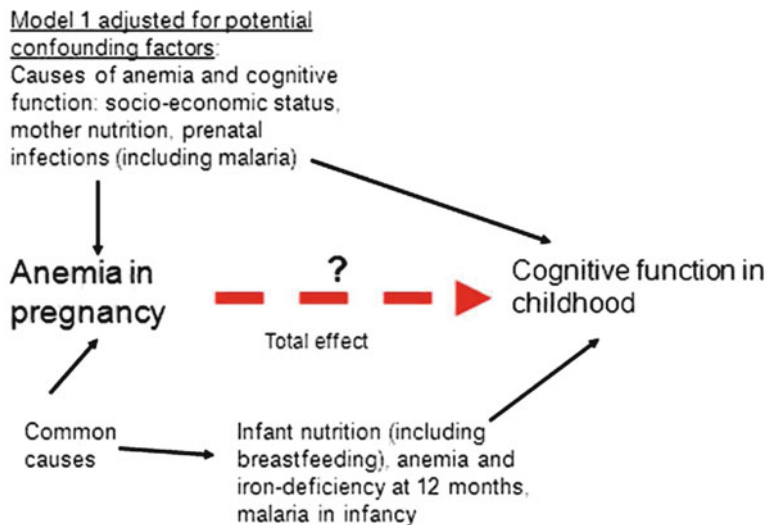 Model 1 adjusted for potential
confounding factors:
Causes of anemia and cognitive
function: socio-economic status,
mother nutrition, prenatal
infections (including malaria)
Anemia in
pregnancy
?
Total effect
Cognitive function in
childhood
Common
causes
Infant nutrition (including
breastfeeding), anemia and
iron-deficiency at 12 months,
malaria in infancy